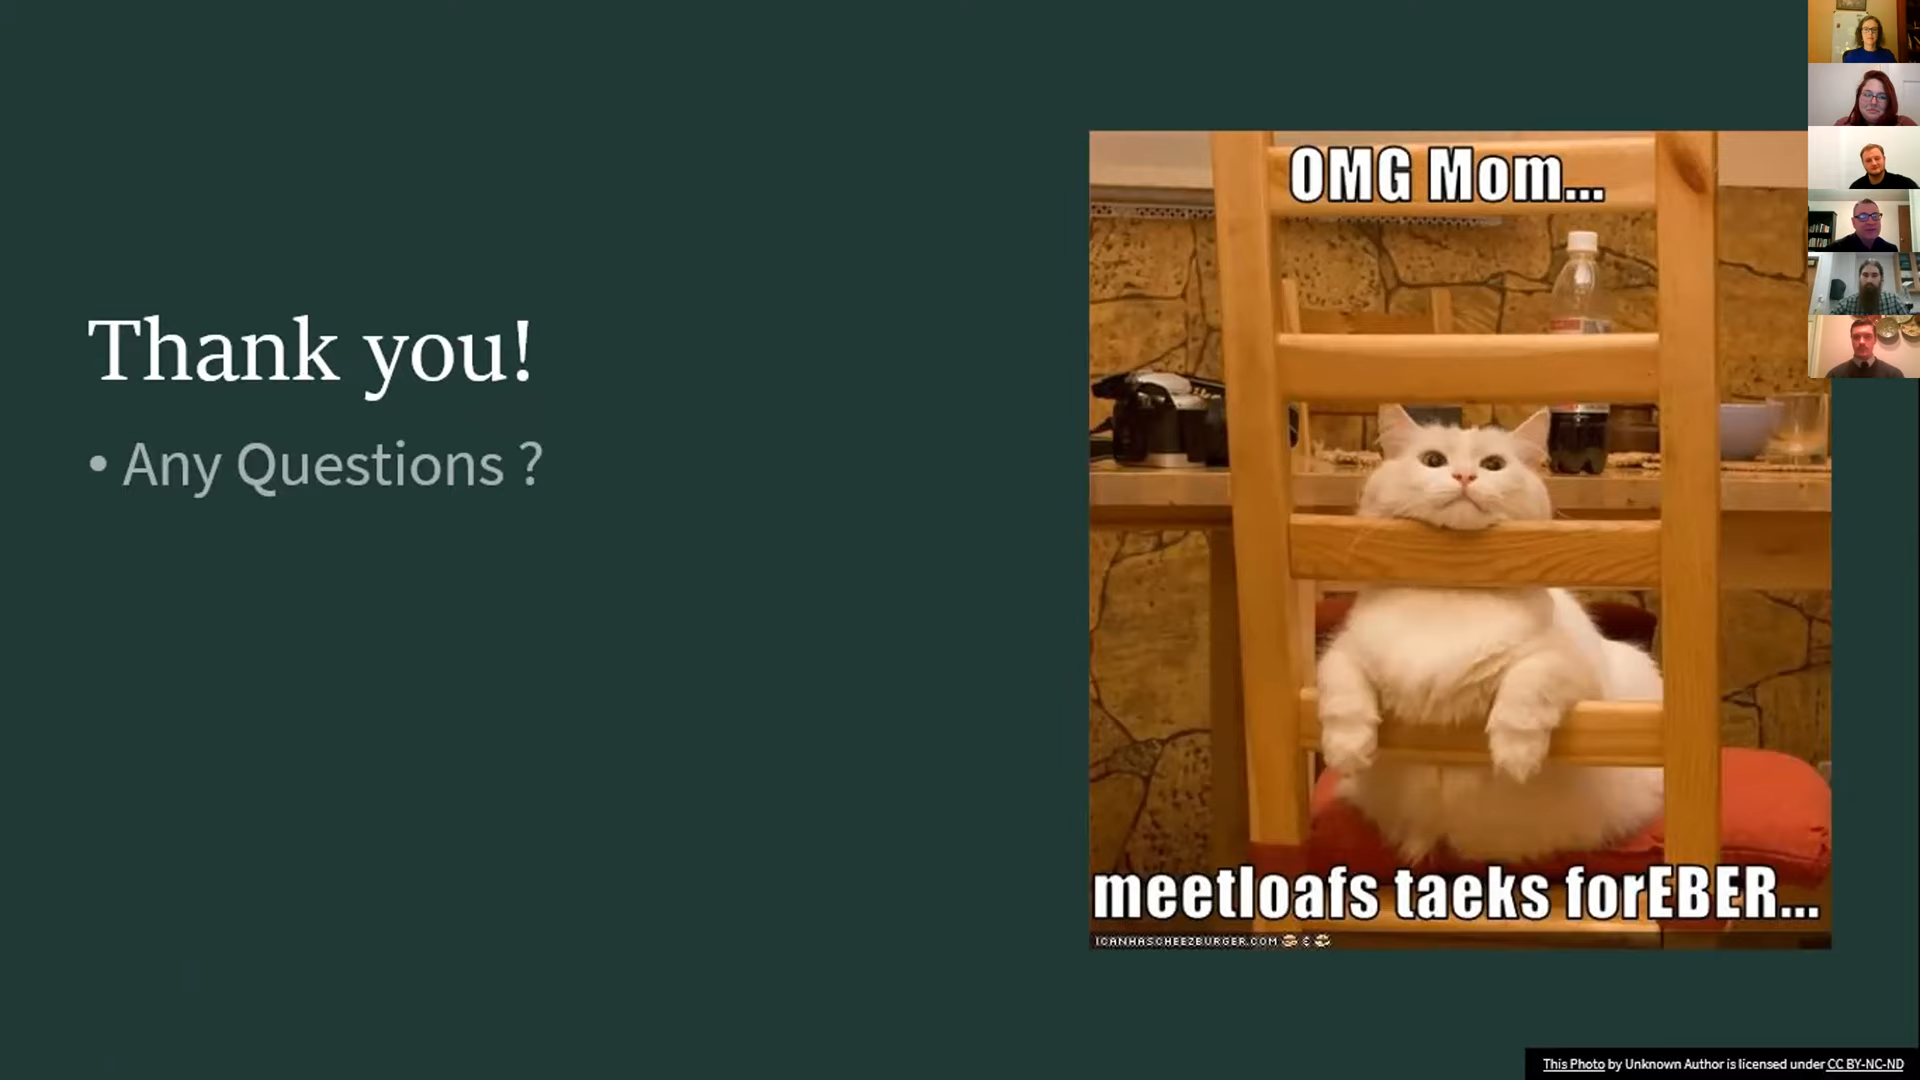 Thank you!
• Any Questions ?
OMG Mom...
meetloafs taeks forEBER...
ICANHASCHEEZBURGER.COM
This Photo by Unknown Author is licensed under CC BY-NC-ND